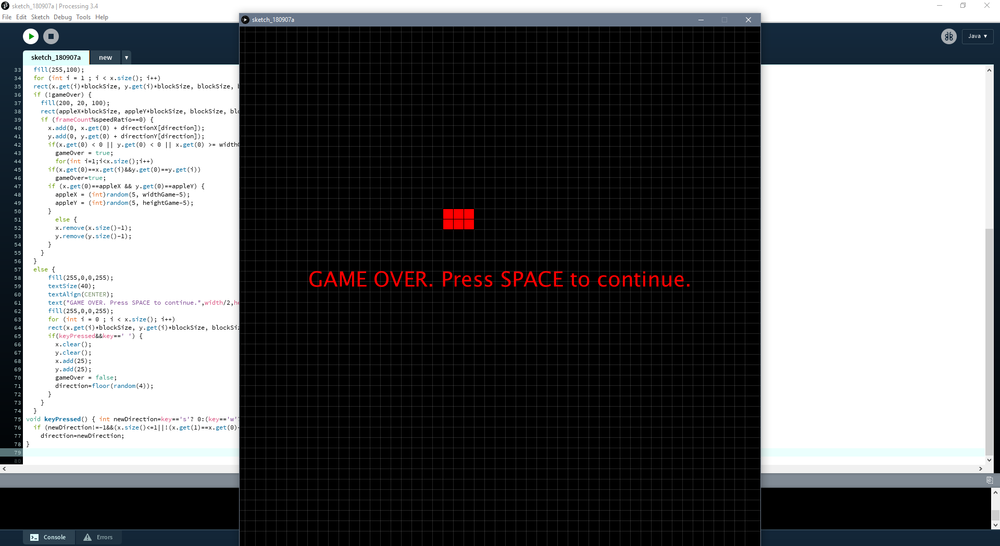 sketch_180907a | Processing 3.4
File Edit Sketch Debug Tools Help
sketch_180907a
Java ▾
sketch_180907a new ▾
33 fill(255,100);
34 for (int i = 1 ; i < x.size(); i++)
35 rect(x.get(i)*blockSize, y.get(i)*blockSize, blockSize,
36 if (!gameOver) {
37 fill(200, 20, 100);
38 rect(appleX*blockSize, appleY*blockSize, blockSize, blo
39 if (frameCount%speedRatio==0) {
40 x.add(0, x.get(0) + directionX[direction]);
41 y.add(0, y.get(0) + directionY[direction]);
42 if(x.get(0) < 0 || y.get(0) < 0 || x.get(0) >= width
43 gameOver = true;
44 for(int i=1;i<x.size();i++)
45 if(x.get(0)==x.get(i)&&y.get(0)==y.get(i))
46 gameOver=true;
47 if (x.get(0)==appleX && y.get(0)==appleY) {
48 appleX = (int)random(5, widthGame-5);
49 appleY = (int)random(5, heightGame-5);
50 }
51 else {
52 x.remove(x.size()-1);
53 y.remove(y.size()-1);
54 }
55 }
56 }
57 else {
58 fill(255,0,0,255);
59 textSize(40);
60 textAlign(CENTER);
61 text("GAME OVER. Press SPACE to continue.",width/2,he
62 fill(255,0,0,255);
63 for (int i = 0 ; i < x.size(); i++)
64 rect(x.get(i)*blockSize, y.get(i)*blockSize, blockSiz
65 if(keyPressed&&key==' ') {
66 x.clear();
67 y.clear();
68 x.add(25);
69 y.add(25);
70 gameOver = false;
71 direction=floor(random(4));
72 }
73 }
74 }
75 void keyPressed() { int newDirection=key=='s'? 0:(key=='w'?
76 if (newDirection!=-1&&(x.size()<=1||!(x.get(1)==x.get(0)
77 direction=newDirection;
78 }
79
80
GAME OVER. Press SPACE to continue.
Console Errors